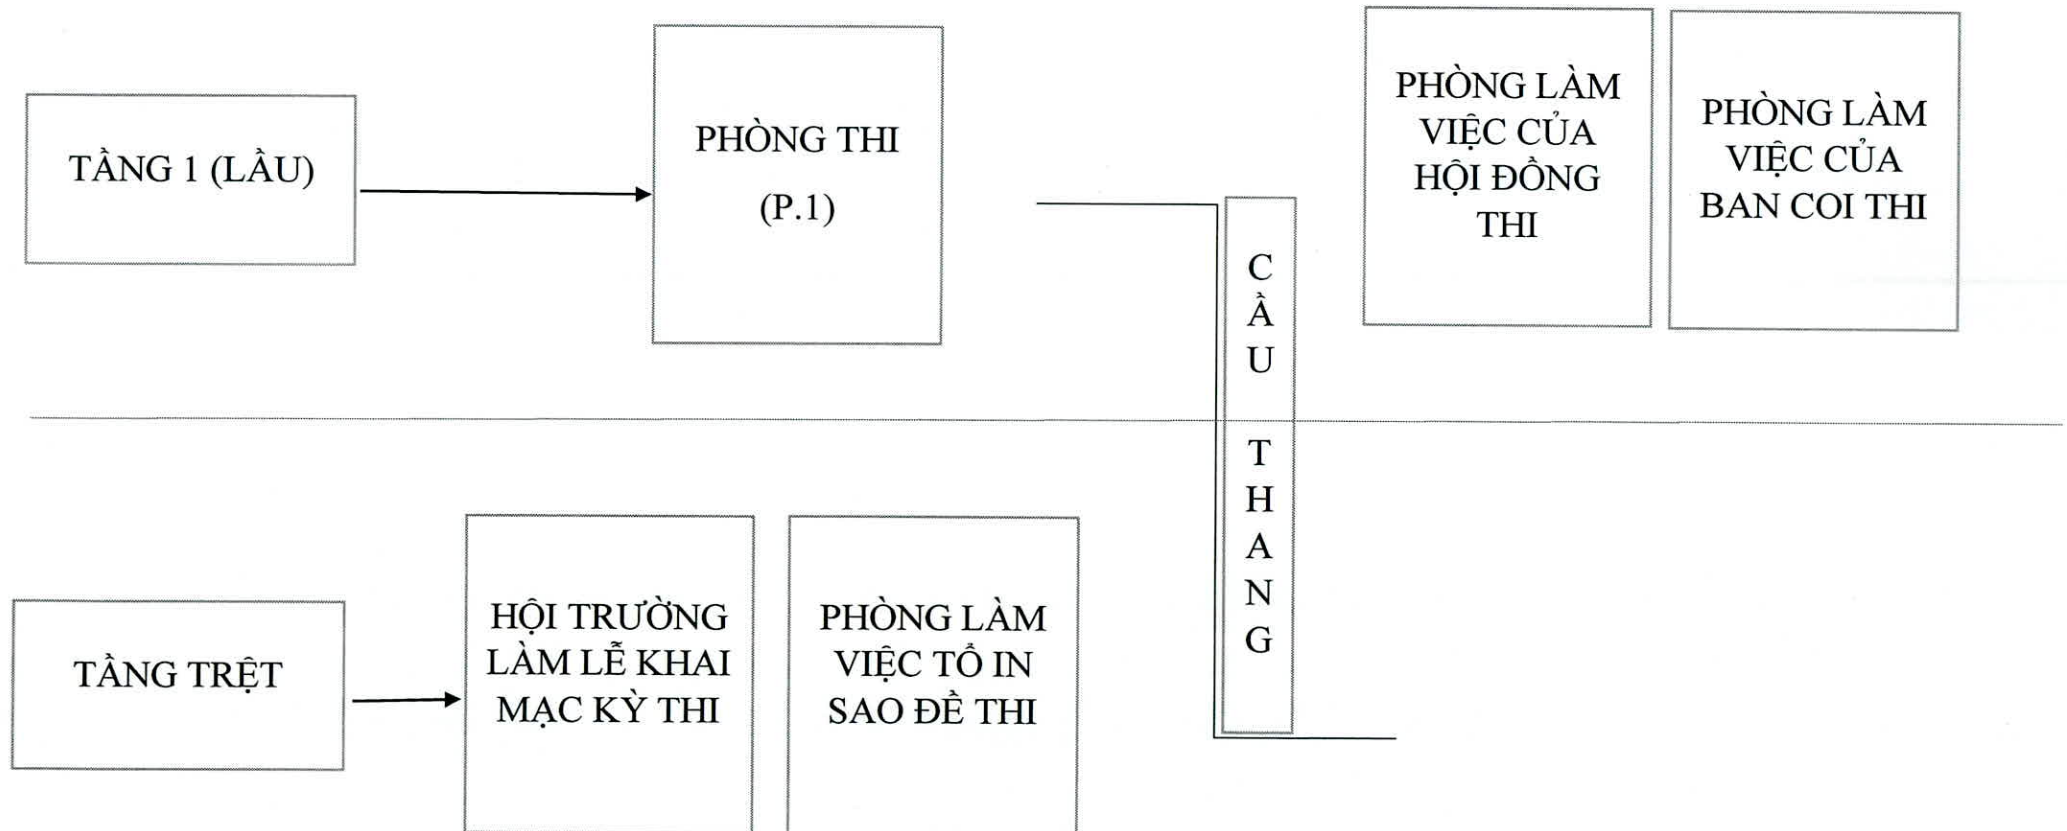 TẦNG 1 (LẦU)
PHÒNG THI
(P.1)
PHÒNG LÀM
VIỆC CỦA
HỘI ĐỒNG
THI
PHÒNG LÀM
VIỆC CỦA
BAN COI THI
C
Ầ
U
T
H
A
N
G
TẦNG TRỆT
HỘI TRƯỜNG
LÀM LỄ KHAI
MẠC KỲ THI
PHÒNG LÀM
VIỆC TỔ IN
SAO ĐỀ THI